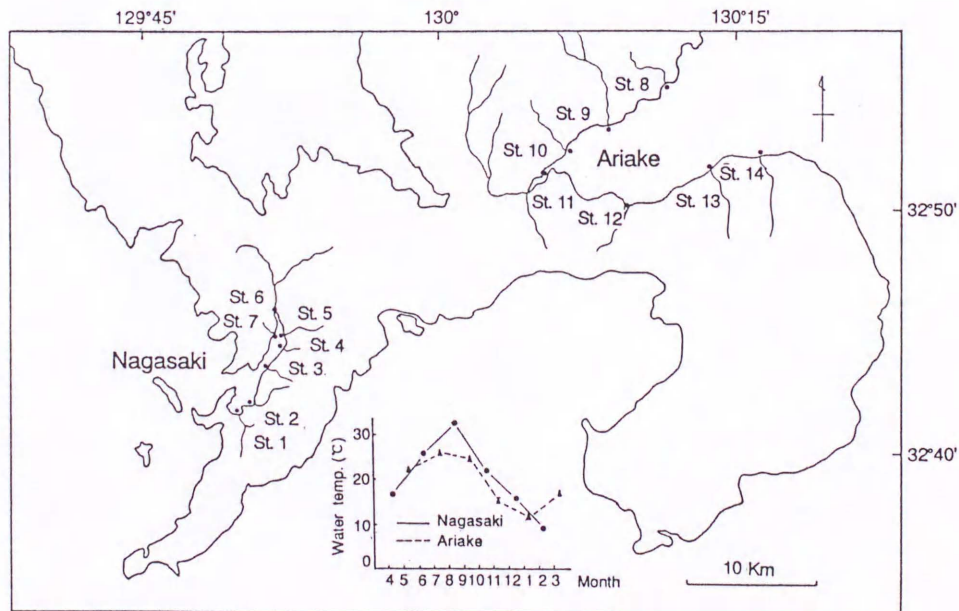 129°45'
130°
130°15'
St. 8
St. 9
St. 10
Ariake
St. 14
St. 11
St. 12
St. 13
32°50'
St. 6
St. 7
St. 5
St. 4
Nagasaki
St. 3.
St. 2
St. 1
32°40'
Water temp. (℃)
30
20
10
0
Nagasaki
Ariake
4 5 6 7 8 9 10 11 12 1 2 3 Month
10 Km